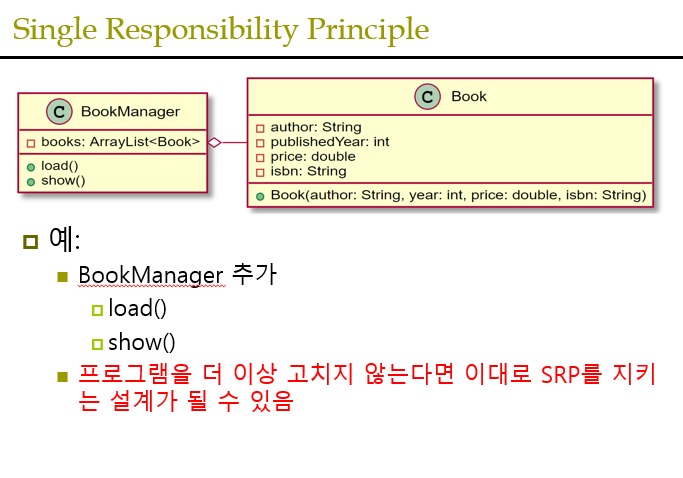 Single Responsibility Principle
C BookManager
books: ArrayList<Book>
load()
show()
C Book
author: String
publishedYear: int
price: double
isbn: String
Book(author: String, year: int, price: double, isbn: String)
예:
BookManager 추가
load()
show()
프로그램을 더 이상 고치지 않는다면 이대로 SRP를 지키
는 설계가 될 수 있음